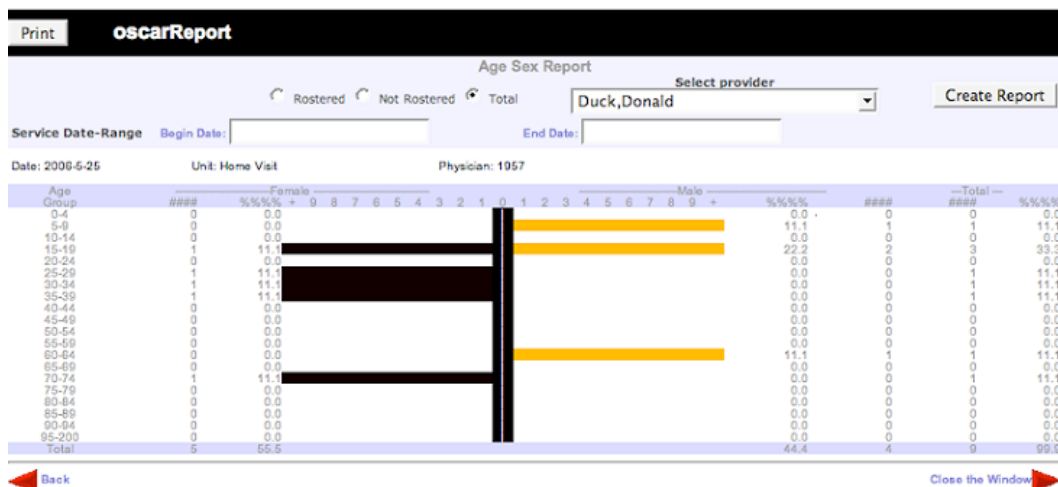 Print oscarReport
Age Sex Report
Select provider
Rostered Not Rostered Total Duck,Donald Create Report
Service Date-Range Begin Date: End Date:
Date: 2006-5-25 Unit: Home Visit Physician: 1957
Age Female Male Total
Group #### %%%% + 9 8 7 6 5 4 3 2 1 0 1 2 3 4 5 6 7 8 9 + %%%% #### #### %%%%
0-4 0 0.0 0.0 0 0 0.0
5-9 0 0.0 11.1 1 1 11.1
10-14 0 0.0 0.0 0 0 0.0
15-19 1 11.1 22.2 2 3 33.3
20-24 0 0.0 0.0 0 0 0.0
25-29 1 11.1 0.0 0 1 11.1
30-34 1 11.1 0.0 0 1 11.1
35-39 1 11.1 0.0 0 1 11.1
40-44 0 0.0 0.0 0 0 0.0
45-49 0 0.0 0.0 0 0 0.0
50-54 0 0.0 0.0 0 0 0.0
55-59 0 0.0 0.0 0 0 0.0
60-64 0 0.0 11.1 1 1 11.1
65-69 0 0.0 0.0 0 0 0.0
70-74 1 11.1 0.0 0 1 11.1
75-79 0 0.0 0.0 0 0 0.0
80-84 0 0.0 0.0 0 0 0.0
85-89 0 0.0 0.0 0 0 0.0
90-94 0 0.0 0.0 0 0 0.0
95-200 0 0.0 0.0 0 0 0.0
Total 5 55.5 44.4 4 9 99.9
Back Close the Window